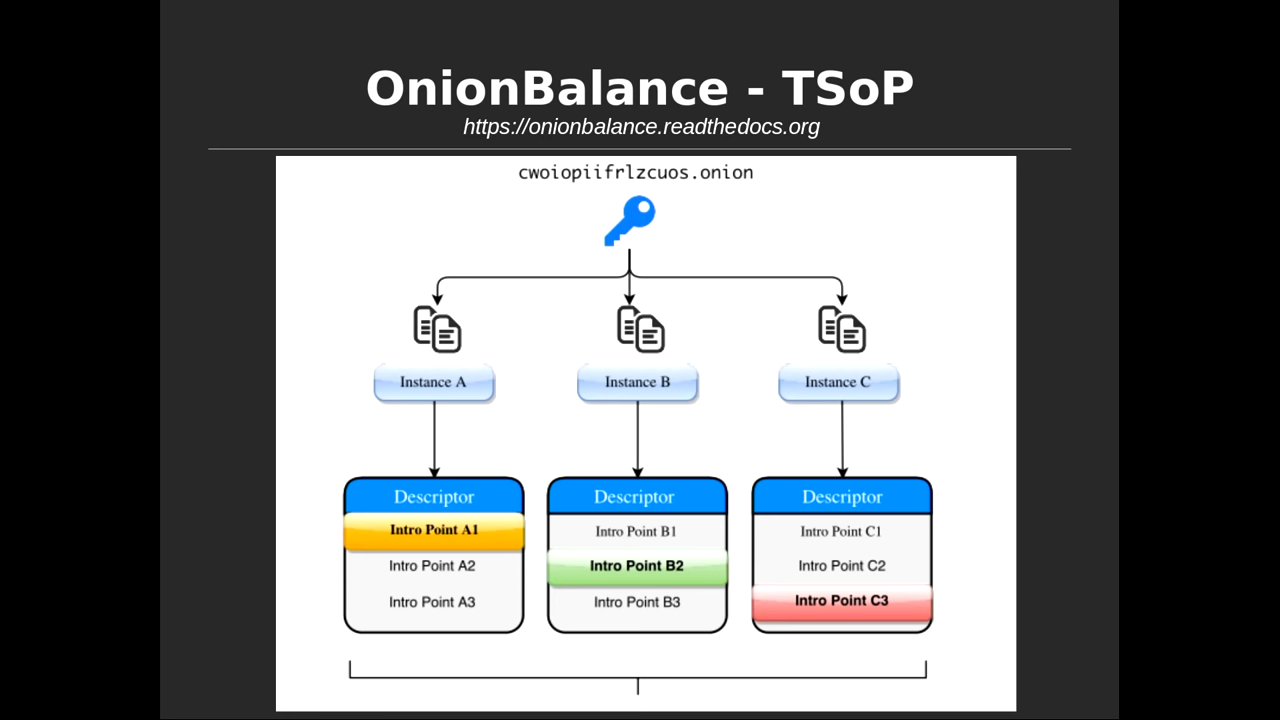 OnionBalance - TSoP
https://onionbalance.readthedocs.org
cwoiopiifrlzcuos.onion
Instance A
Instance B
Instance C
Descriptor
Descriptor
Descriptor
Intro Point A1
Intro Point B1
Intro Point C1
Intro Point A2
Intro Point B2
Intro Point C2
Intro Point A3
Intro Point B3
Intro Point C3